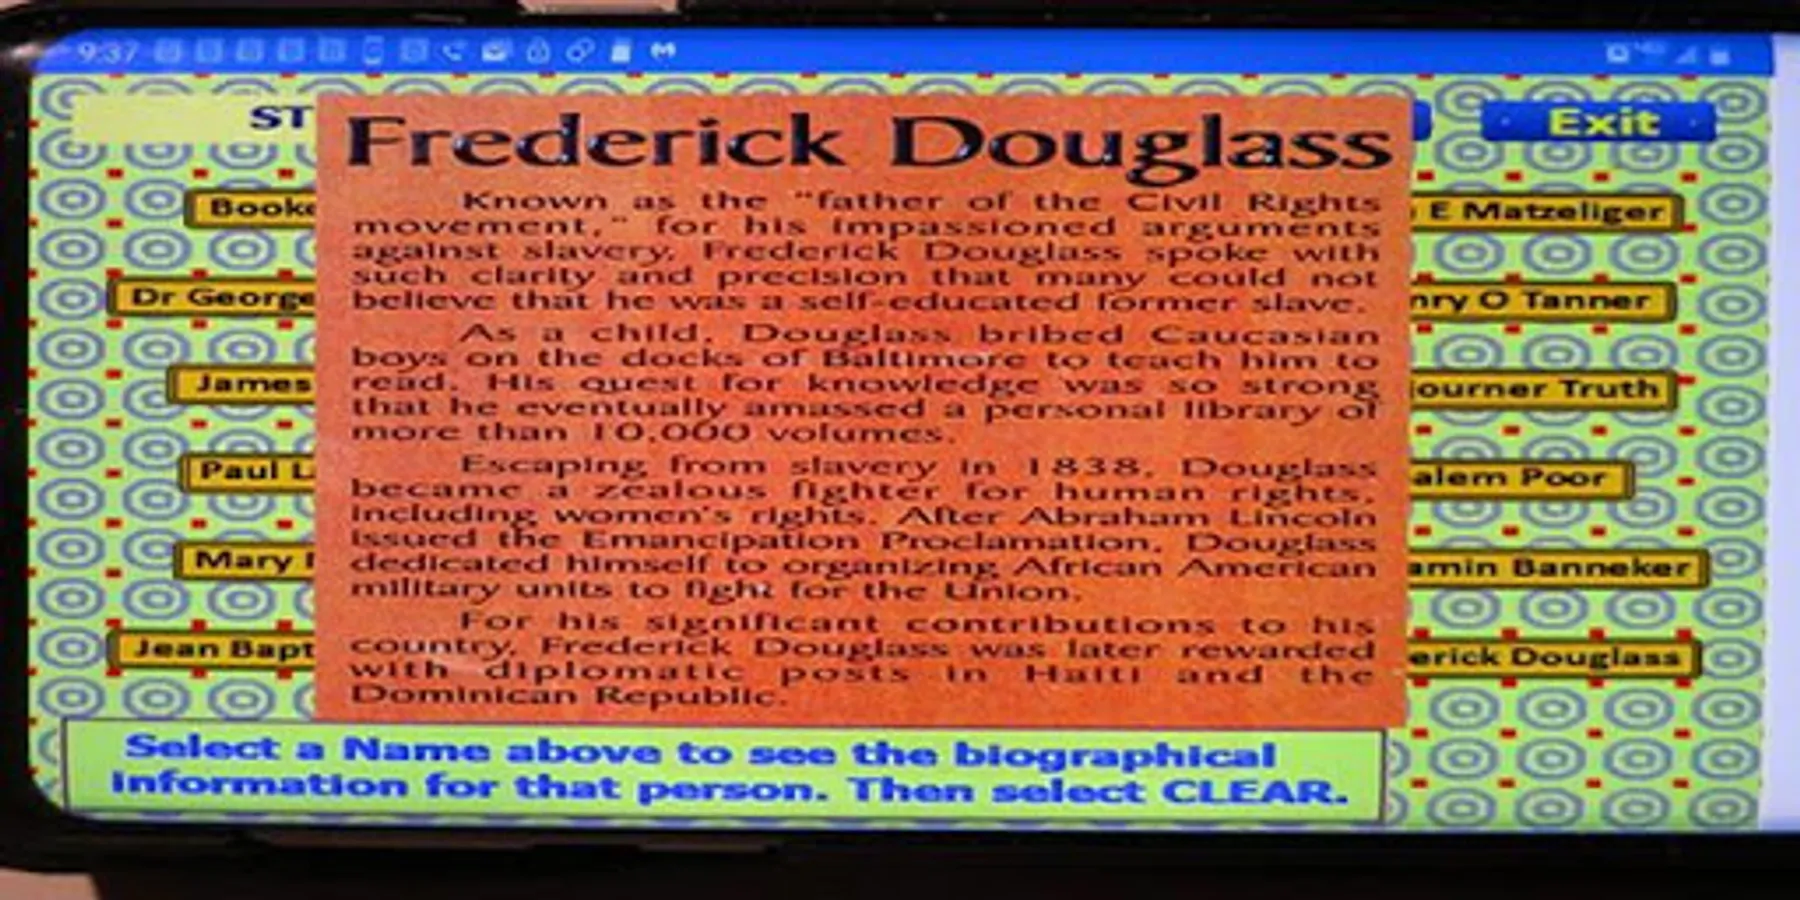 9:37
ST
Exit
Frederick Douglass
Known as the "father of the Civil Rights
movement," for his impassioned arguments
against slavery, Frederick Douglass spoke with
such clarity and precision that many could not
believe that he was a self-educated former slave.
As a child, Douglass bribed Caucasian
boys on the docks of Baltimore to teach him to
read. His quest for knowledge was so strong
that he eventually amassed a personal library of
more than 10,000 volumes.
Escaping from slavery in 1838, Douglass
became a zealous fighter for human rights,
including women's rights. After Abraham Lincoln
issued the Emancipation Proclamation, Douglass
dedicated himself to organizing African American
military units to fight for the Union.
For his significant contributions to his
country, Frederick Douglass was later rewarded
with diplomatic posts in Haiti and the
Dominican Republic.
Booke
Dr George
James
Paul L
Mary
Jean Bapt
E Matzeliger
nry O Tanner
journer Truth
alem Poor
amin Banneker
erick Douglass
Select a Name above to see the biographical
information for that person. Then select CLEAR.